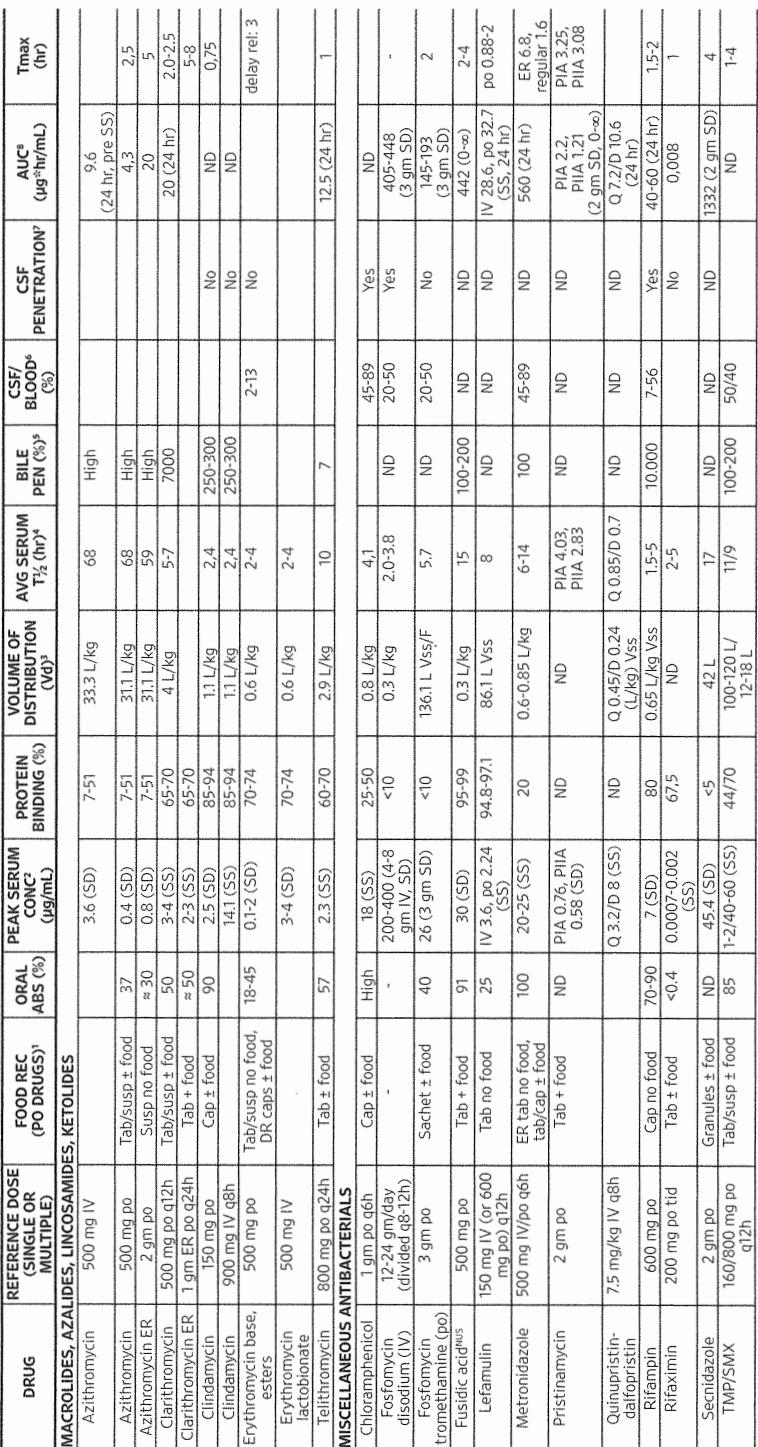 DRUG | REFERENCE DOSE (SINGLE OR MULTIPLE) | FOOD REC (PO DRUGS)¹ | ORAL ABS (%) | PEAK SERUM CONC² (µg/mL) | PROTEIN BINDING (%) | VOLUME OF DISTRIBUTION (Vd)³ | AVG SERUM T½ (hr)⁴ | BILE PEN (%)⁵ | CSF/ BLOOD⁶ (%) | CSF PENETRATION⁷ | AUC⁸ (µg*hr/mL) | Tmax (hr)
MACROLIDES, AZALIDES, LINCOSAMIDES, KETOLIDES
Azithromycin | 500 mg IV | | | 3.6 (SD) | 7-51 | 33.3 L/kg | 68 | High | | | 9.6 (24 hr, pre SS) |
Azithromycin | 500 mg po | Tab/susp ± food | 37 | 0.4 (SD) | 7-51 | 31.1 L/kg | 68 | High | | | 4,3 | 2,5
Azithromycin ER | 2 gm po | Susp no food | ≈ 30 | 0.8 (SD) | 7-51 | 31.1 L/kg | 59 | High | | | 20 | 5
Clarithromycin | 500 mg po q12h | Tab/susp ± food | 50 | 3-4 (SS) | 65-70 | 4 L/kg | 5-7 | 7000 | | | 20 (24 hr) | 2.0-2.5
Clarithromycin ER | 1 gm ER po q24h | Tab + food | ≈ 50 | 2-3 (SS) | 65-70 | | | | | | | 5-8
Clindamycin | 150 mg po | Cap ± food | 90 | 2.5 (SD) | 85-94 | 1.1 L/kg | 2,4 | 250-300 | | No | ND | 0,75
Clindamycin | 900 mg IV q8h | | | 14.1 (SS) | 85-94 | 1.1 L/kg | 2,4 | 250-300 | | No | ND |
Erythromycin base, esters | 500 mg po | Tab/susp no food, DR caps ± food | 18-45 | 0.1-2 (SD) | 70-74 | 0.6 L/kg | 2-4 | | 2-13 | No | | delay rel: 3
Erythromycin lactobionate | 500 mg IV | | | 3-4 (SD) | 70-74 | 0.6 L/kg | 2-4 | | | | |
Telithromycin | 800 mg po q24h | Tab ± food | 57 | 2.3 (SS) | 60-70 | 2.9 L/kg | 10 | 7 | | | 12.5 (24 hr) | 1
MISCELLANEOUS ANTIBACTERIALS
Chloramphenicol | 1 gm po q6h | Cap ± food | High | 18 (SS) | 25-50 | 0.8 L/kg | 4,1 | | 45-89 | Yes | ND |
Fosfomycin disodium (IV) | 12-24 gm/day (divided q8-12h) | - | - | 200-400 (4-8 gm IV, SD) | <10 | 0.3 L/kg | 2.0-3.8 | ND | 20-50 | Yes | 405-448 (3 gm SD) | -
Fosfomycin tromethamine (po) | 3 gm po | Sachet ± food | 40 | 26 (3 gm SD) | <10 | 136.1 L Vss/F | 5.7 | ND | 20-50 | No | 145-193 (3 gm SD) | 2
Fusidic acidᴺᵁˢ | 500 mg po | Tab + food | 91 | 30 (SD) | 95-99 | 0.3 L/kg | 15 | 100-200 | ND | ND | 442 (0-∞) | 2-4
Lefamulin | 150 mg IV (or 600 mg po) q12h | Tab no food | 25 | IV 3.6, po 2.24 (SS) | 94.8-97.1 | 86.1 L Vss | 8 | ND | ND | ND | IV 28.6, po 32.7 (SS, 24 hr) | po 0.88-2
Metronidazole | 500 mg IV/po q6h | ER tab no food, tab/cap ± food | 100 | 20-25 (SS) | 20 | 0.6-0.85 L/kg | 6-14 | 100 | 45-89 | ND | 560 (24 hr) | ER 6.8, regular 1.6
Pristinamycin | 2 gm po | Tab + food | ND | PIA 0.76, PIIA 0.58 (SD) | ND | ND | PIA 4.03, PIIA 2.83 | | ND | ND | PIA 2.2, PIIA 1.21 (2 gm SD, 0-∞) | PIA 3.25, PIIA 3.08
Quinupristin-dalfopristin | 7.5 mg/kg IV q8h | | | Q 3.2/D 8 (SS) | ND | Q 0.45/D 0.24 (L/kg) Vss | Q 0.85/D 0.7 | ND | ND | ND | Q 7.2/D 10.6 (24 hr) |
Rifampin | 600 mg po | Cap no food | 70-90 | 7 (SD) | 80 | 0.65 L/kg Vss | 1.5-5 | 10.000 | 7-56 | Yes | 40-60 (24 hr) | 1.5-2
Rifaximin | 200 mg po tid | Tab ± food | <0.4 | 0.0007-0.002 (SS) | 67,5 | ND | 2-5 | | | No | 0,008 | 1
Secnidazole | 2 gm po | Granules ± food | ND | 45.4 (SD) | <5 | 42 L | 17 | ND | ND | ND | 1332 (2 gm SD) | 4
TMP/SMX | 160/800 mg po q12h | Tab/susp ± food | 85 | 1-2/40-60 (SS) | 44/70 | 100-120 L/ 12-18 L | 11/9 | 100-200 | 50/40 | | ND | 1-4